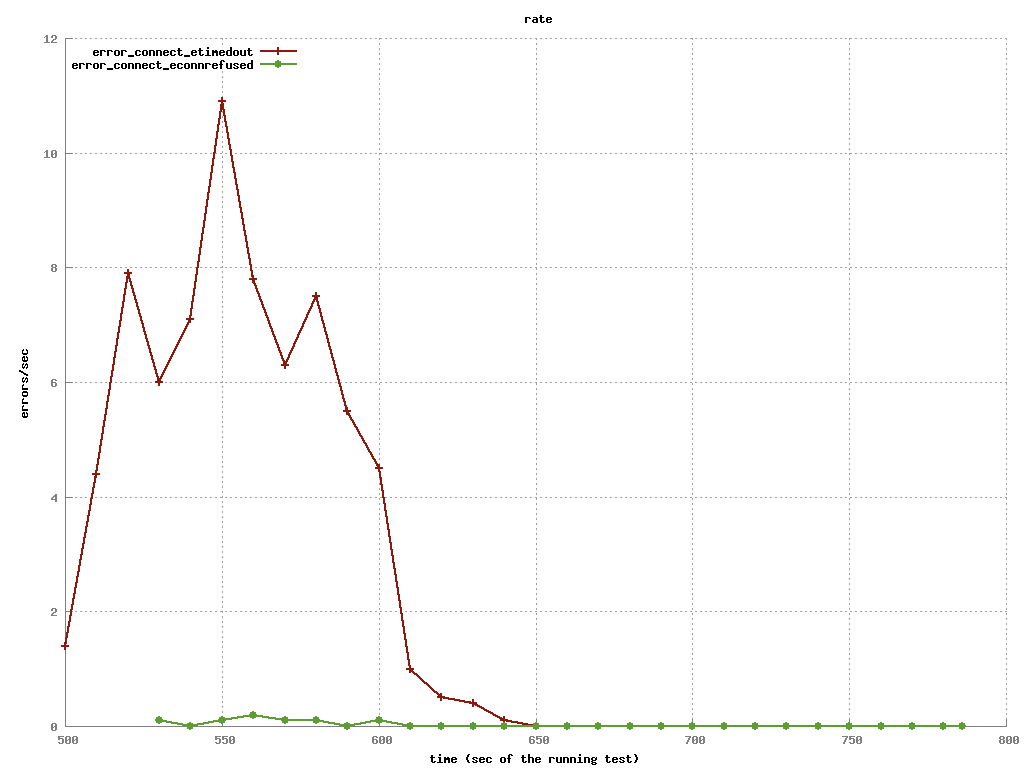 rate
12
error_connect_etimedout
error_connect_econnrefused
10
8
6
4
2
0
errors/sec
500 550 600 650 700 750 800
time (sec of the running test)